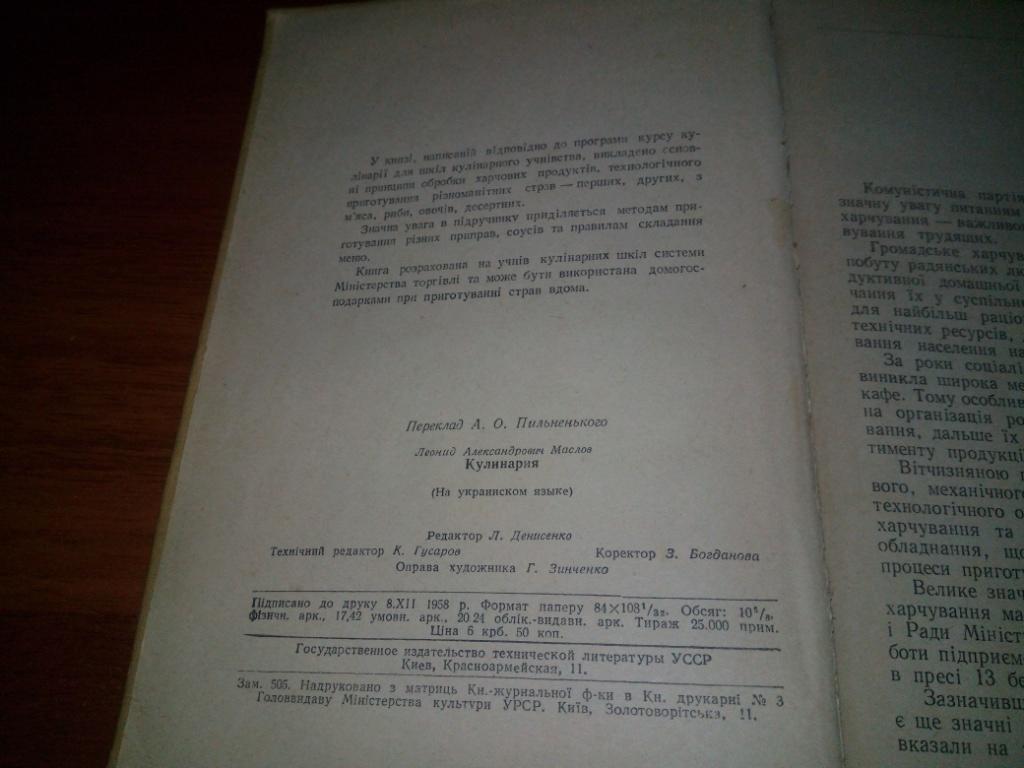 У книзі, написаній відповідно до програми курсу ку-
лінарії для шкіл кулінарного учнівства, викладено основ-
ні принципи обробки харчових продуктів, технологічного
приготування різноманітних страв — перших, других, з
м'яса, риби, овочів, десертних.
Значна увага в підручнику приділяється методам при-
готування різних приправ, соусів та правилам складання
меню.
Книга розрахована на учнів кулінарних шкіл системи
Міністерства торгівлі та може бути використана домогос-
подарками при приготуванні страв вдома.
Переклад А. О. Пильненького
Леонид Александрович Маслов
Кулинария
(На украинском языке)
Редактор Л. Денисенко
Технічний редактор К. Гусаров Коректор З. Богданова
Оправа художника Г. Зинченко
Підписано до друку 8.XII 1958 р. Формат паперу 84×108¹/₃₂. Обсяг:
фізичн. арк., 17,42 умовн. арк., 20 24 облік.-видавн. арк. Тираж 25.000 прим.
Ціна 6 крб. 50 коп.
Государственное издательство технической литературы УССР
Киев, Красноармейская, 11.
Зам. 505. Надруковано з матриць Кн.-журнальної ф-ки в Кн. друкарні № 3
Головвидаву Міністерства культури УРСР. Київ, Золотоворітська, 11.
Комуністична партія
значну увагу питанням
харчування — важливої
вування трудящих.
Громадське харчув
побуту радянських лю
дуктивної домашньої
чання їх у суспільн
для найбільш раціо
технічних ресурсів,
вання населення на
За роки соціалі
виникла широка ме
кафе. Тому особлив
на організація ро
вання, дальше їх
тименту продукці
Вітчизняною
вого, механічног
технологічного о
харчування та
обладнання, щ
процеси пригот
Велике знач
харчування ма
і Ради Мініст
боти підприєм
в пресі 13 бе
Зазначивш
є ще значні
вказали на